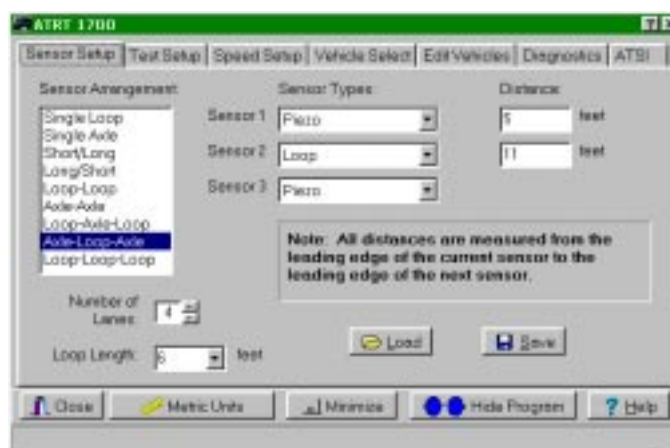 ATRT 1700
Sensor Setup Test Setup Speed Setup Vehicle Select Edit Vehicles Diagnostics ATSI
Sensor Arrangement Sensor Types: Distance:
Single Loop
Single Axle
Short/Long
Long/Short
Loop-Loop
Axle-Axle
Loop-Axle-Loop
Axle-Loop-Axle
Loop-Loop-Loop
Sensor 1 Piezo 5 feet
Sensor 2 Loop 11 feet
Sensor 3 Piezo
Note: All distances are measured from the
leading edge of the current sensor to the
leading edge of the next sensor.
Number of
Lanes: 4
Loop Length: 6 feet
Load Save
Close Metric Units Minimize Hide Program ? Help